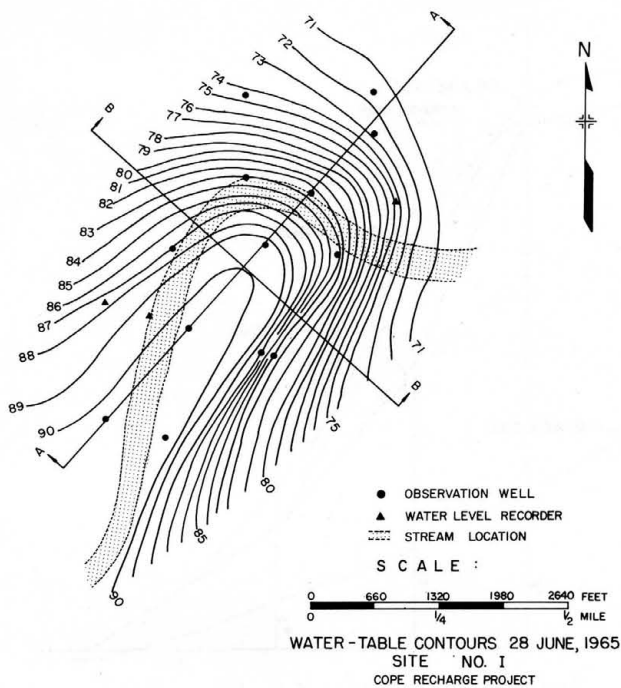 71
72
73
74
75
76
77
78
79
80
81
82
83
84
85
86
87
88
89
90
A
B
N
71
B
75
80
85
90
A
OBSERVATION WELL
WATER LEVEL RECORDER
STREAM LOCATION
SCALE :
0 660 1320 1980 2640 FEET
0 1/4 1/2 MILE
WATER-TABLE CONTOURS 28 JUNE, 1965
SITE NO. I
COPE RECHARGE PROJECT